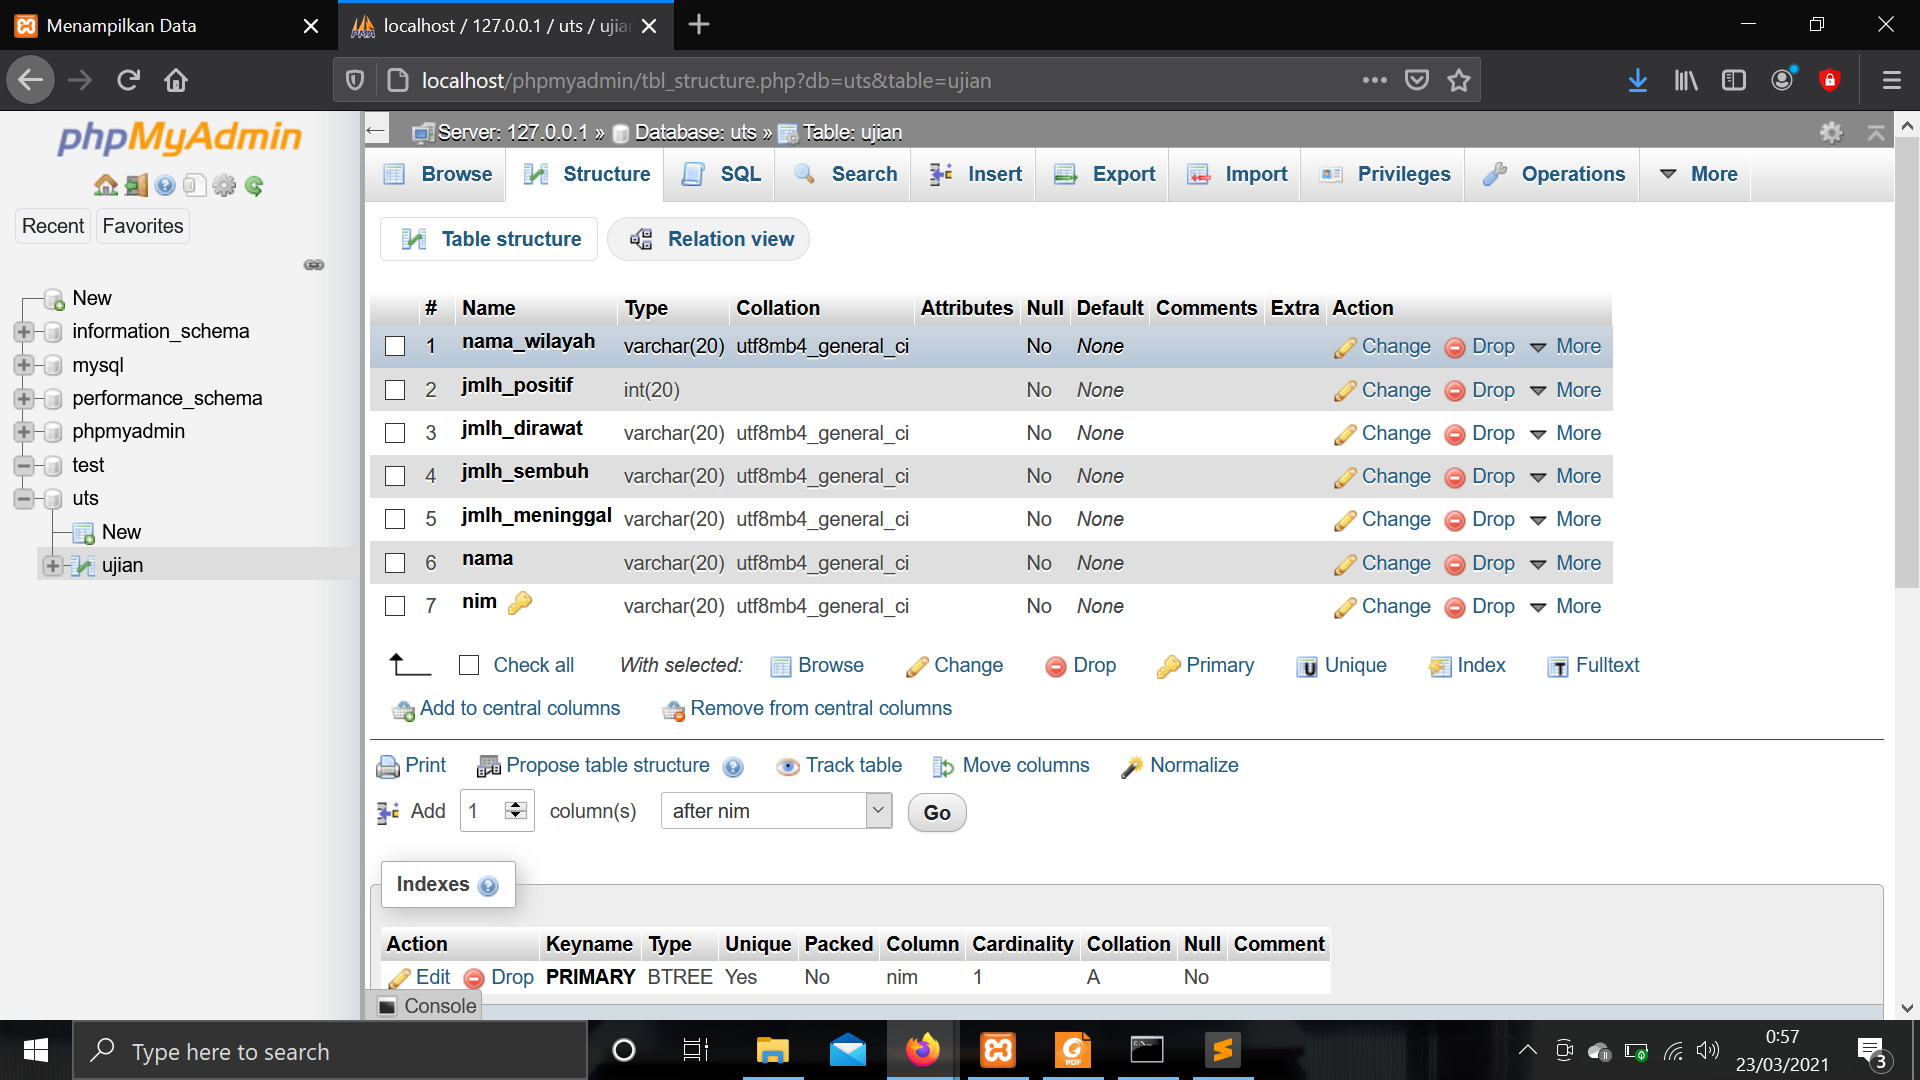 Menampilkan Data
localhost / 127.0.0.1 / uts / ujian
localhost/phpmyadmin/tbl_structure.php?db=uts&table=ujian
phpMyAdmin
Recent
Favorites
New
information_schema
mysql
performance_schema
phpmyadmin
test
uts
New
ujian
Server: 127.0.0.1 » Database: uts » Table: ujian
Browse Structure SQL Search Insert Export Import Privileges Operations More
Table structure Relation view
# Name Type Collation Attributes Null Default Comments Extra Action
1 nama_wilayah varchar(20) utf8mb4_general_ci No None Change Drop More
2 jmlh_positif int(20) No None Change Drop More
3 jmlh_dirawat varchar(20) utf8mb4_general_ci No None Change Drop More
4 jmlh_sembuh varchar(20) utf8mb4_general_ci No None Change Drop More
5 jmlh_meninggal varchar(20) utf8mb4_general_ci No None Change Drop More
6 nama varchar(20) utf8mb4_general_ci No None Change Drop More
7 nim varchar(20) utf8mb4_general_ci No None Change Drop More
Check all With selected: Browse Change Drop Primary Unique Index Fulltext
Add to central columns Remove from central columns
Print Propose table structure Track table Move columns Normalize
Add 1 column(s) after nim Go
Indexes
Action Keyname Type Unique Packed Column Cardinality Collation Null Comment
Edit Drop PRIMARY BTREE Yes No nim 1 A No
Console
Type here to search
0:57
23/03/2021
3